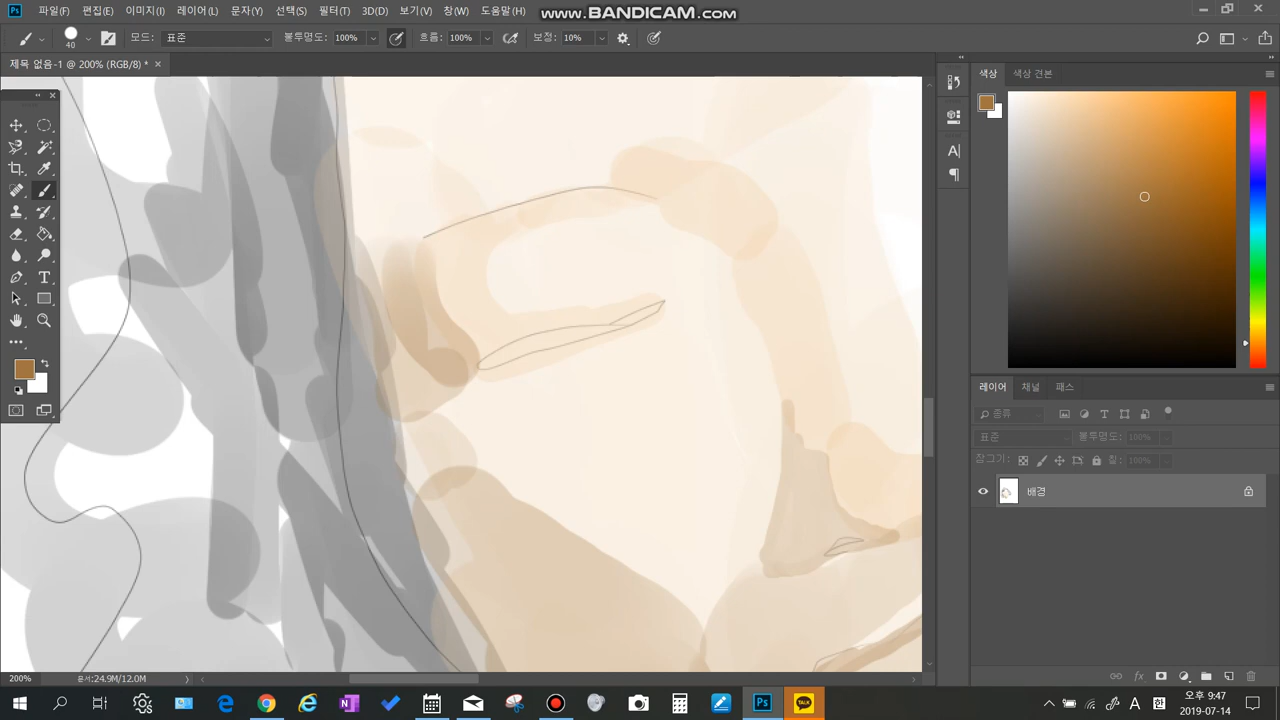 Ps 파일(F) 편집(E) 이미지(I) 레이어(L) 문자(Y) 선택(S) 필터(T) 3D(D) 보기(V) 창(W) 도움말(H)
www.BANDICAM.com
40 모드: 표준 불투명도: 100% 흐름: 100% 보정: 10%
제목 없음-1 @ 200% (RGB/8) * ×
색상 색상 견본
A
T
레이어 채널 패스
종류
표준 불투명도: 100%
잠그기: 칠: 100%
배경
fx
200% 문서:24.9M/12.0M
N Ps TALK A 한
오후 9:47
2019-07-14